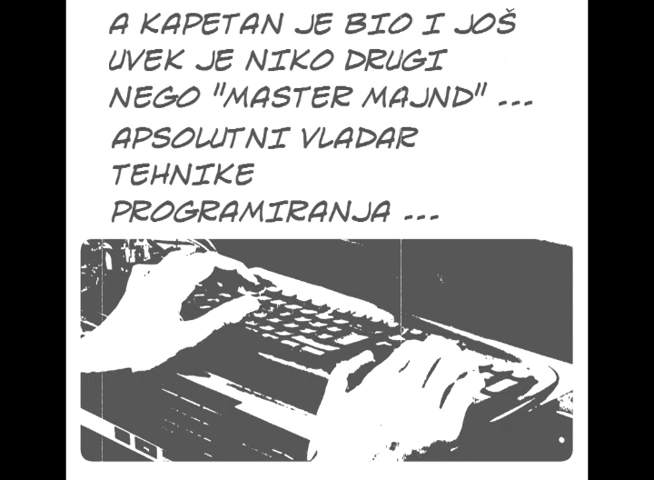 A KAPETAN JE BIO I JOŠ
UVEK JE NIKO DRUGI
NEGO "MASTER MAJND" ...
APSOLUTNI VLADAR
TEHNIKE
PROGRAMIRANJA ...